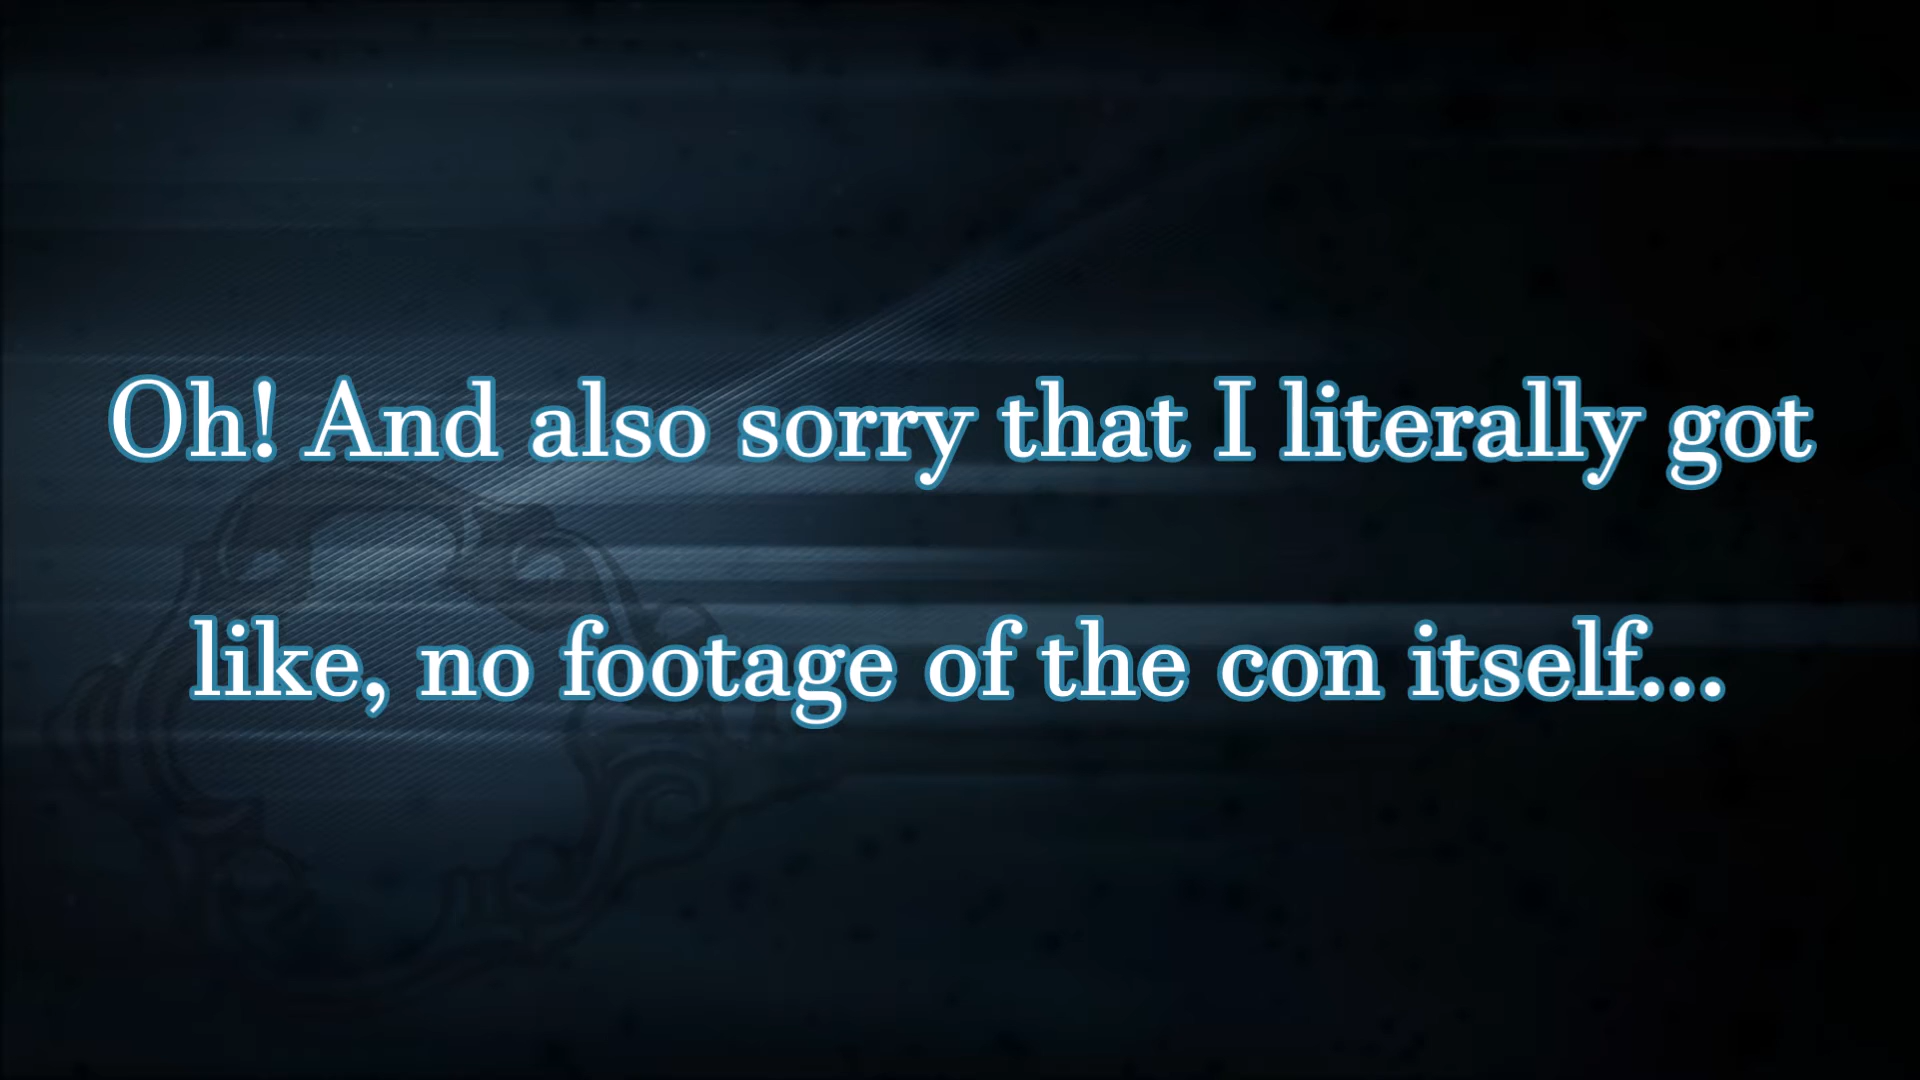 Oh! And also sorry that I literally got
like, no footage of the con itself...